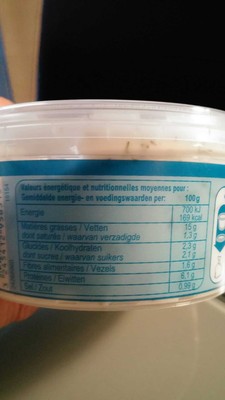 Valeurs énergétique et nutritionnelles moyennes pour :
Gemiddelde energie- en voedingswaarden per: 100 g
Energie 700 kJ
169 kcal
Matières grasses / Vetten 15 g
dont saturés / waarvan verzadigde 1,3 g
Glucides / Koolhydraten 2,3 g
dont sucres / waarvan suikers 2,1 g
Fibres alimentaires / Vezels 1,6 g
Protéines / Eiwitten 6,1 g
Sel / Zout 0,98 g